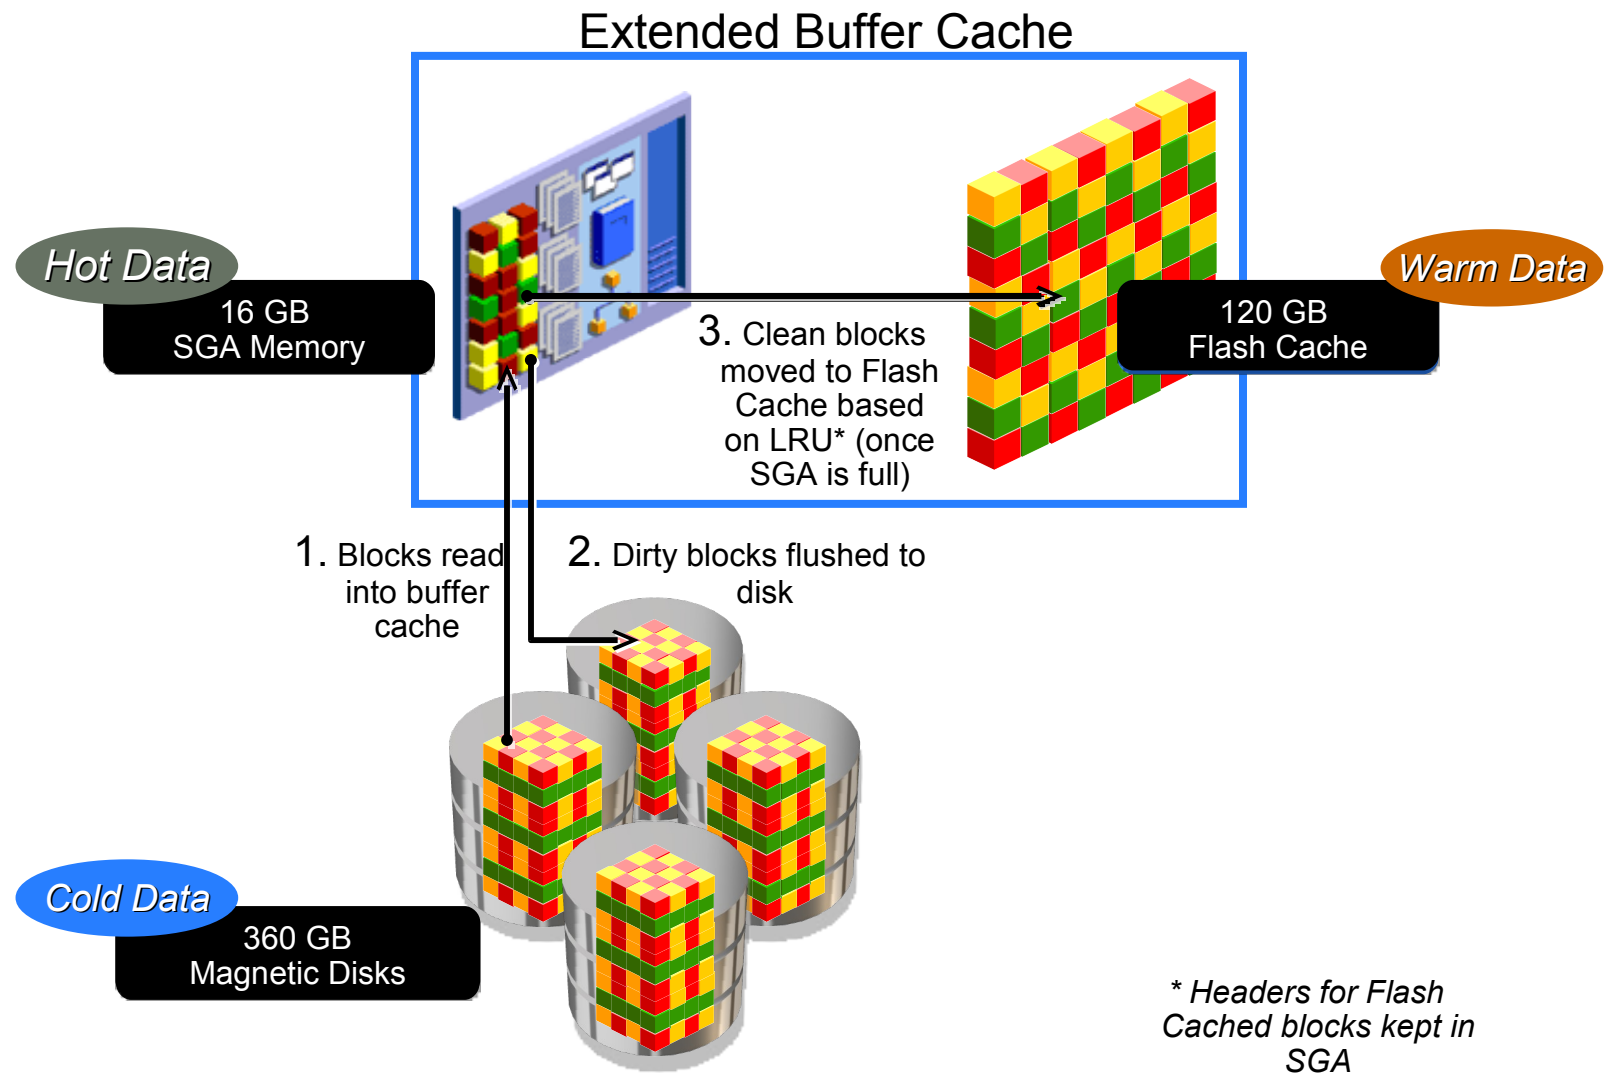 Extended Buffer Cache
Hot Data
16 GB
SGA Memory
Warm Data
120 GB
Flash Cache
3. Clean blocks
moved to Flash
Cache based
on LRU* (once
SGA is full)
1. Blocks read
into buffer
cache
2. Dirty blocks flushed to
disk
Cold Data
360 GB
Magnetic Disks
* Headers for Flash
Cached blocks kept in
SGA